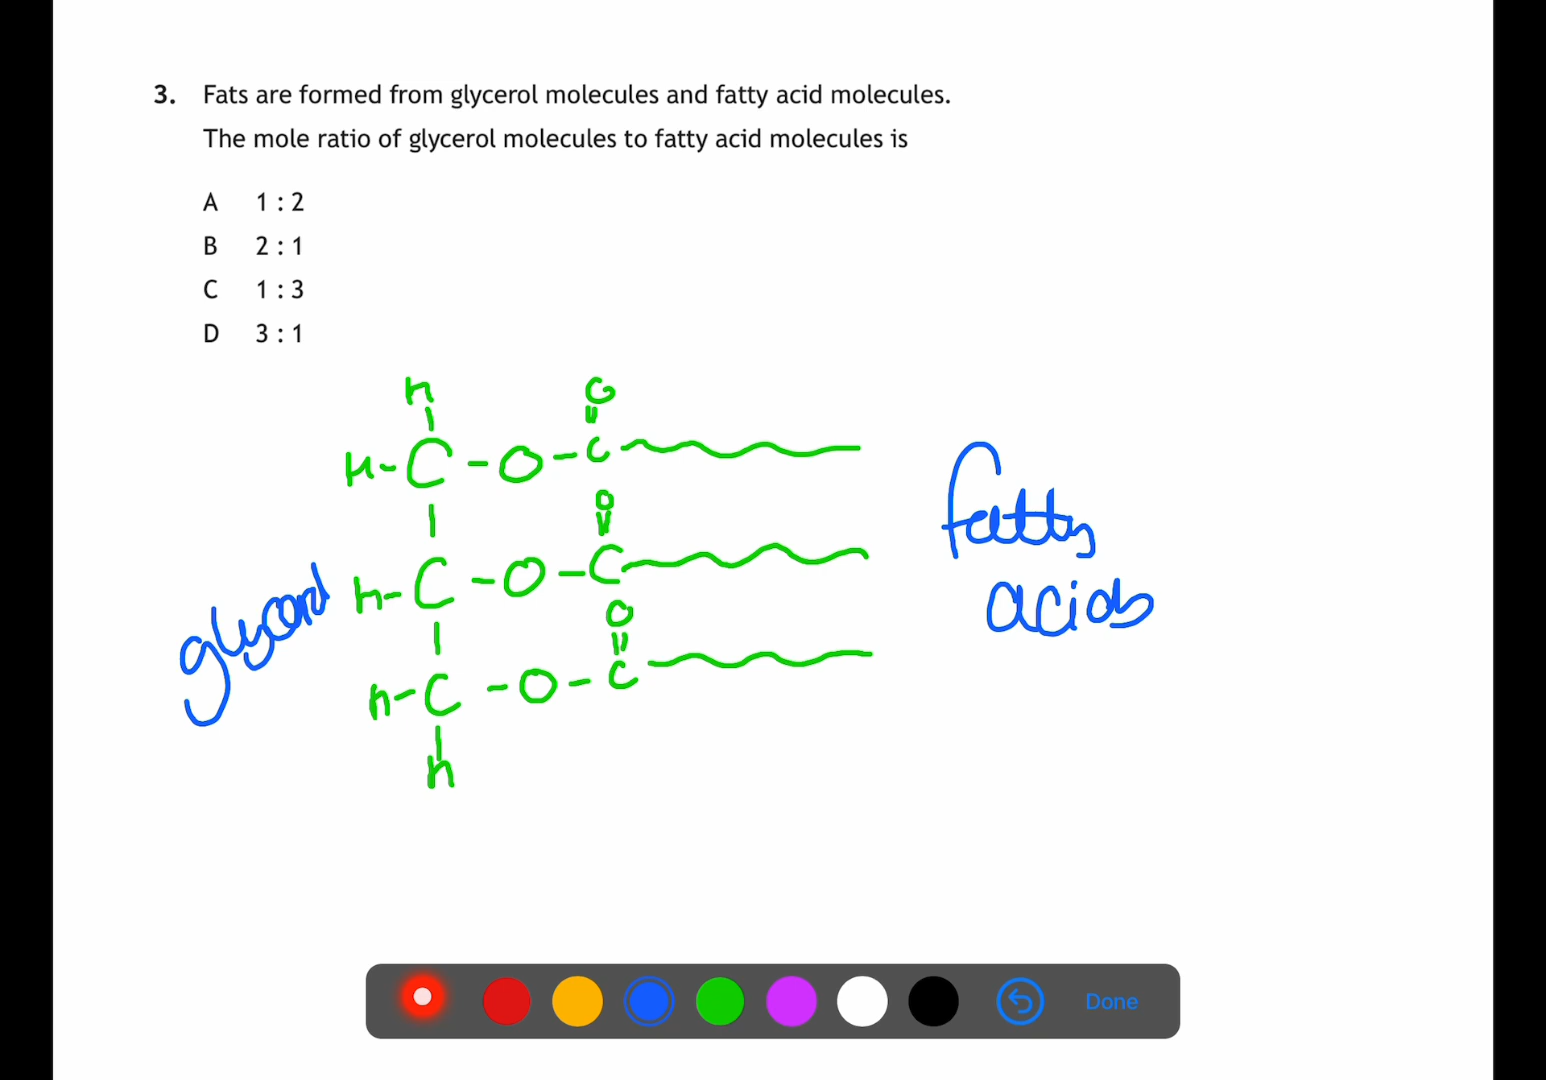 3. Fats are formed from glycerol molecules and fatty acid molecules.
The mole ratio of glycerol molecules to fatty acid molecules is
A 1 : 2
B 2 : 1
C 1 : 3
D 3 : 1
H O
H - C - O - C
O
fatty
H - C - O - C
acids
glycerol
O
H - C - O - C
H
Done